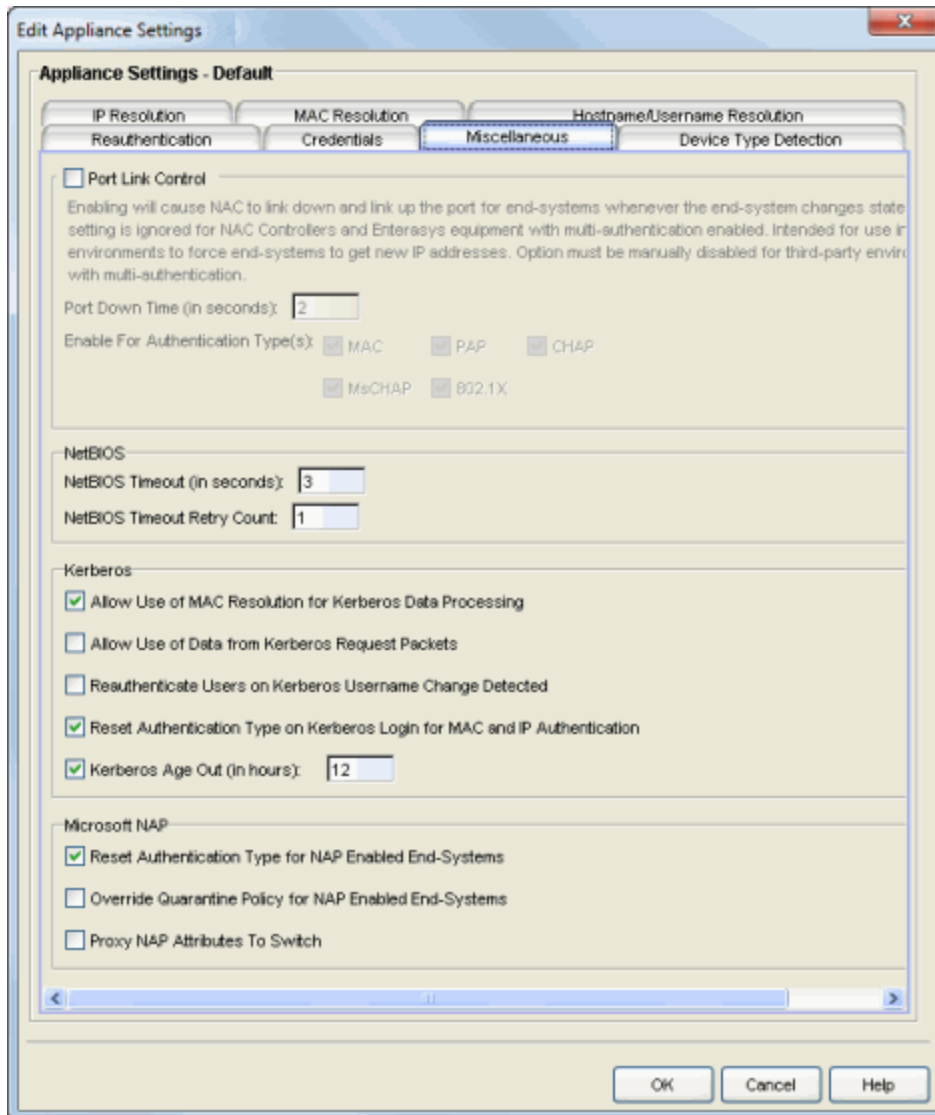 Edit Appliance Settings
Appliance Settings - Default
IP Resolution
MAC Resolution
Hostname/Username Resolution
Reauthentication
Credentials
Miscellaneous
Device Type Detection
Port Link Control
Enabling will cause NAC to link down and link up the port for end-systems whenever the end-system changes state
setting is ignored for NAC Controllers and Enterasys equipment with multi-authentication enabled. Intended for use in
environments to force end-systems to get new IP addresses. Option must be manually disabled for third-party enviro
with multi-authentication.
Port Down Time (in seconds): 2
Enable For Authentication Type(s): MAC PAP CHAP
MsCHAP 802.1X
NetBIOS
NetBIOS Timeout (in seconds): 3
NetBIOS Timeout Retry Count: 1
Kerberos
Allow Use of MAC Resolution for Kerberos Data Processing
Allow Use of Data from Kerberos Request Packets
Reauthenticate Users on Kerberos Username Change Detected
Reset Authentication Type on Kerberos Login for MAC and IP Authentication
Kerberos Age Out (in hours): 12
Microsoft NAP
Reset Authentication Type for NAP Enabled End-Systems
Override Quarantine Policy for NAP Enabled End-Systems
Proxy NAP Attributes To Switch
OK
Cancel
Help